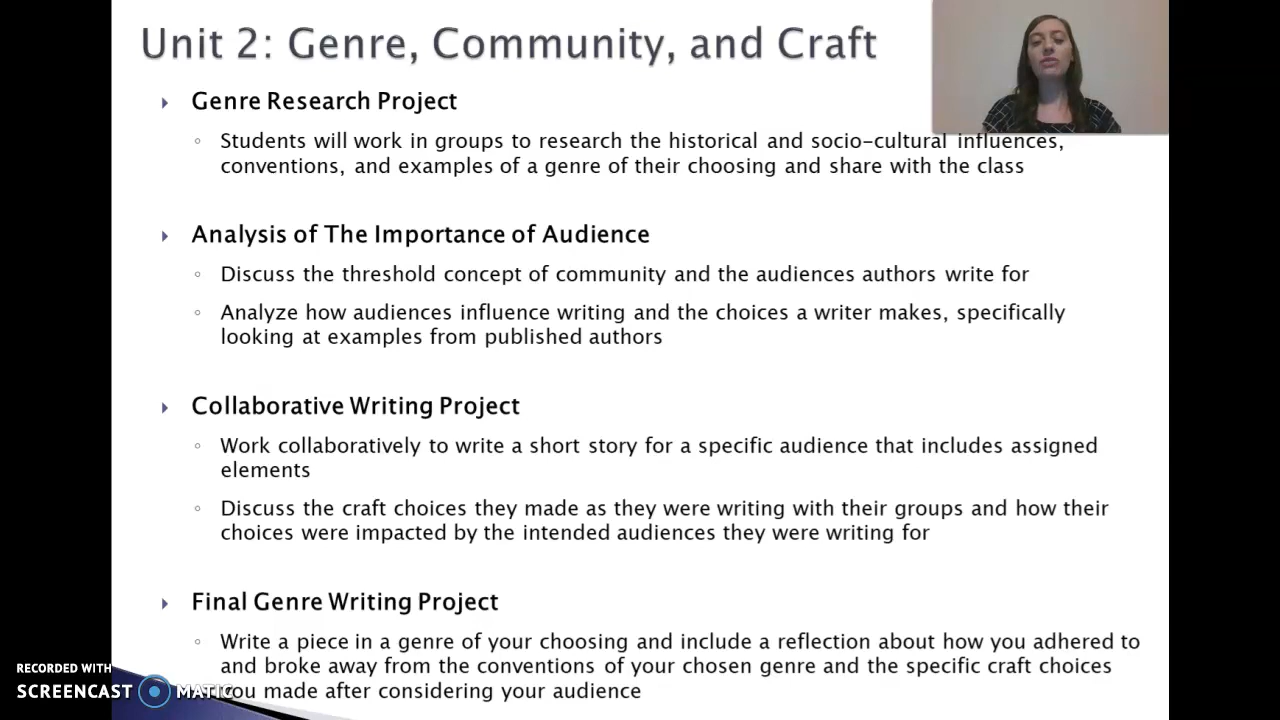 Unit 2: Genre, Community, and Craft
Genre Research Project
Students will work in groups to research the historical and socio-cultural influences,
conventions, and examples of a genre of their choosing and share with the class
Analysis of The Importance of Audience
Discuss the threshold concept of community and the audiences authors write for
Analyze how audiences influence writing and the choices a writer makes, specifically
looking at examples from published authors
Collaborative Writing Project
Work collaboratively to write a short story for a specific audience that includes assigned
elements
Discuss the craft choices they made as they were writing with their groups and how their
choices were impacted by the intended audiences they were writing for
Final Genre Writing Project
Write a piece in a genre of your choosing and include a reflection about how you adhered to
and broke away from the conventions of your chosen genre and the specific craft choices
you made after considering your audience
RECORDED WITH
SCREENCAST MATIC